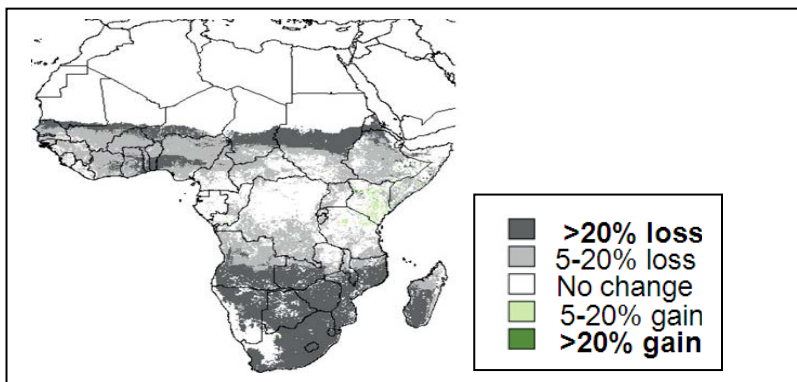 >20% loss
5-20% loss
No change
5-20% gain
>20% gain